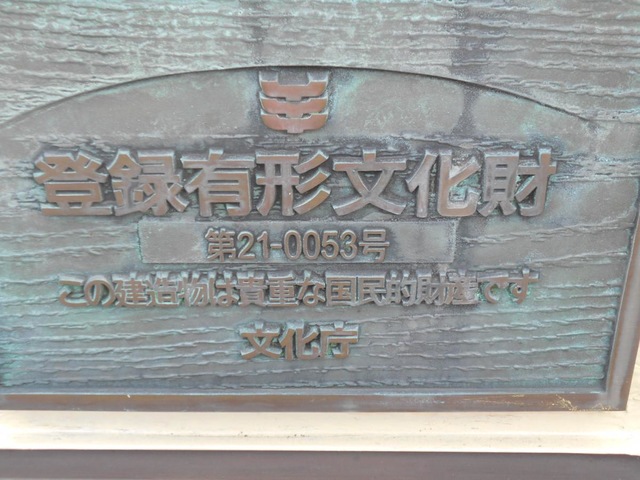 登録有形文化財
第21-0053号
この建造物は貴重な国民的財産です
文化庁